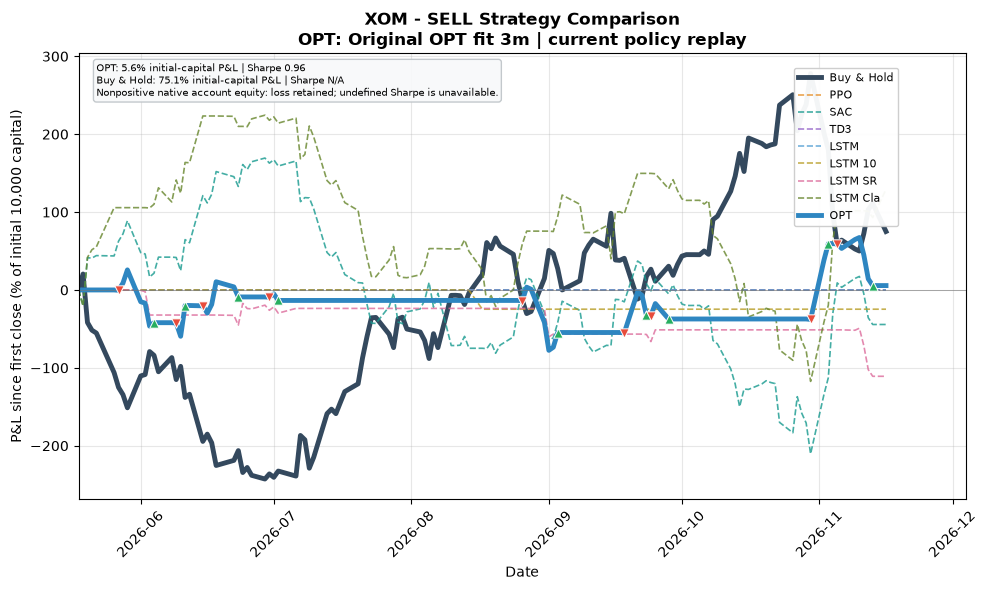 XOM - SELL Strategy Comparison
OPT: Original OPT fit 3m | current policy replay
OPT: 5.6% initial-capital P&L | Sharpe 0.96
Buy & Hold: 75.1% initial-capital P&L | Sharpe N/A
Nonpositive native account equity: loss retained; undefined Sharpe is unavailable.
Buy & Hold
PPO
SAC
TD3
LSTM
LSTM 10
LSTM SR
LSTM Cla
OPT
P&L since first close (% of initial 10,000 capital)
300
200
100
0
−100
−200
2026-06
2026-07
2026-08
2026-09
2026-10
2026-11
2026-12
Date